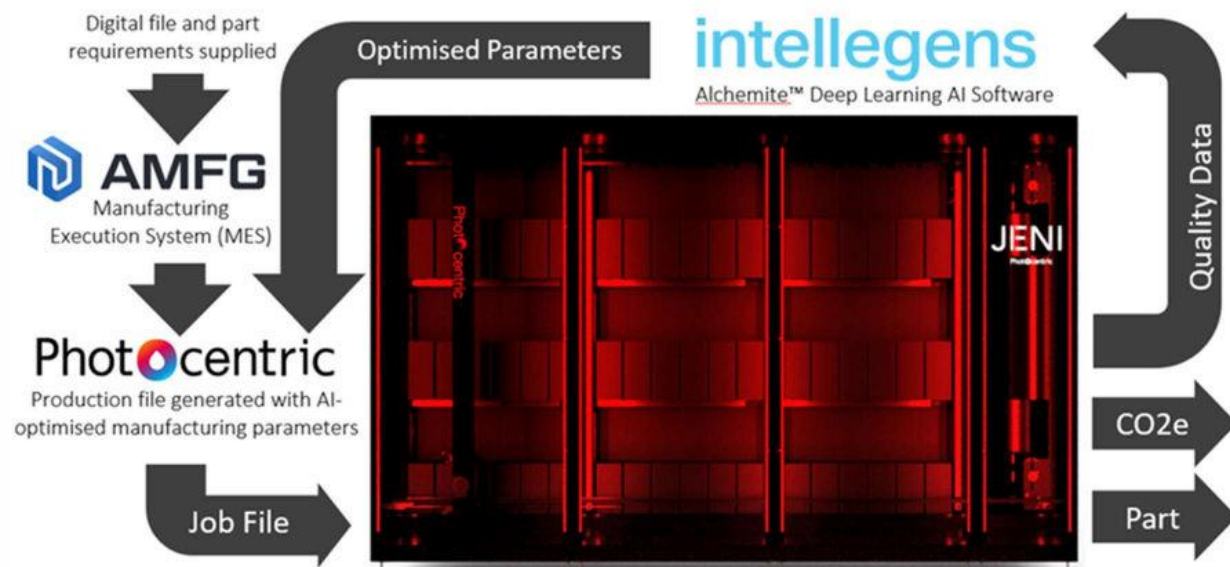 Digital file and part
requirements supplied
AMFG
Manufacturing
Execution System (MES)
Photocentric
Production file generated with AI-
optimised manufacturing parameters
Job File
Optimised Parameters
intellegens
Alchemite™ Deep Learning AI Software
Photocentric
JENI
Photocentric
Quality Data
CO2e
Part